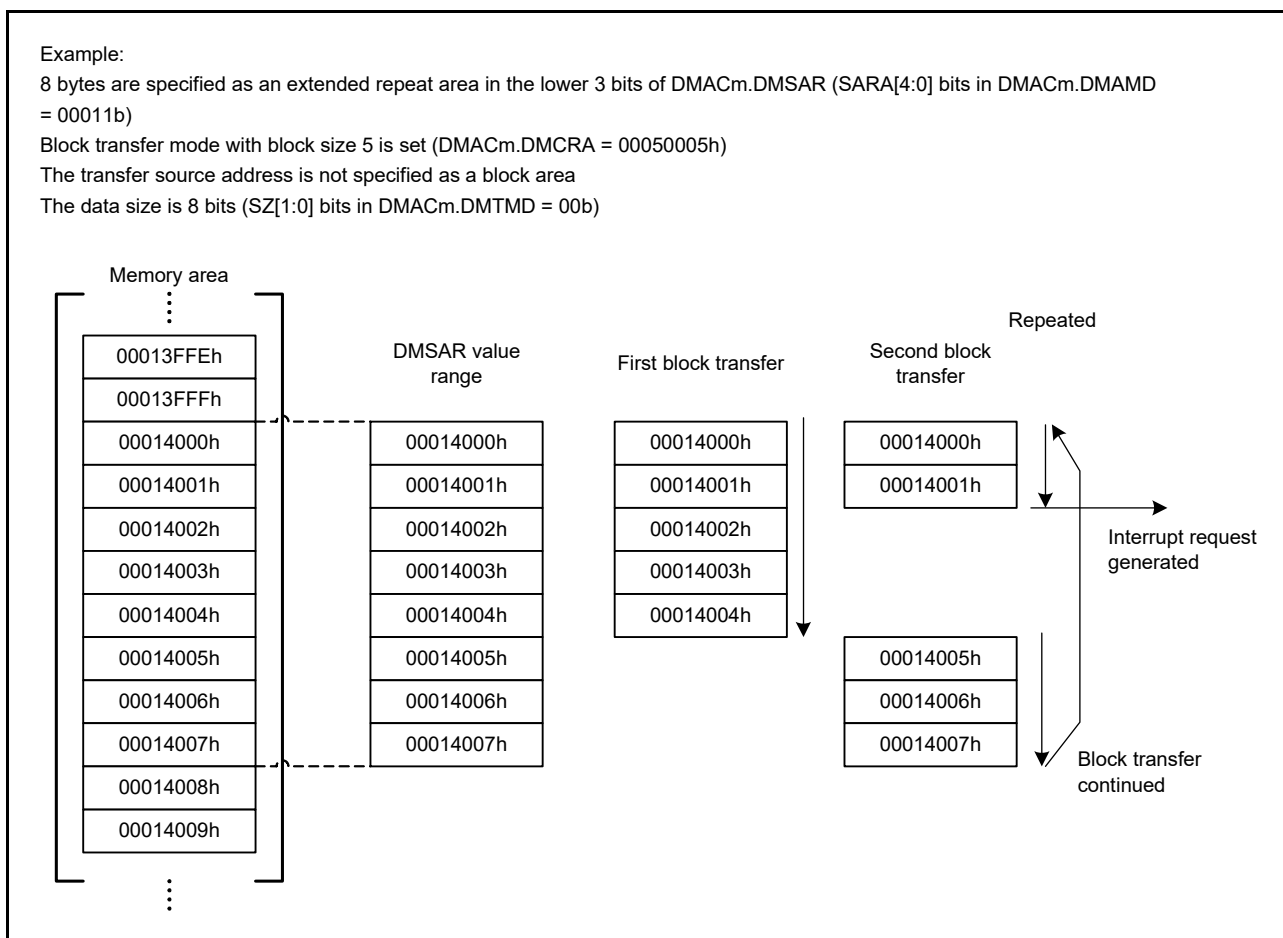 Example:
8 bytes are specified as an extended repeat area in the lower 3 bits of DMACm.DMSAR (SARA[4:0] bits in DMACm.DMAMD
= 00011b)
Block transfer mode with block size 5 is set (DMACm.DMCRA = 00050005h)
The transfer source address is not specified as a block area
The data size is 8 bits (SZ[1:0] bits in DMACm.DMTMD = 00b)
Memory area
00013FFEh
00013FFFh
00014000h
00014001h
00014002h
00014003h
00014004h
00014005h
00014006h
00014007h
00014008h
00014009h
DMSAR value
range
00014000h
00014001h
00014002h
00014003h
00014004h
00014005h
00014006h
00014007h
First block transfer
00014000h
00014001h
00014002h
00014003h
00014004h
Second block
transfer
00014000h
00014001h
00014005h
00014006h
00014007h
Repeated
Interrupt request
generated
Block transfer
continued